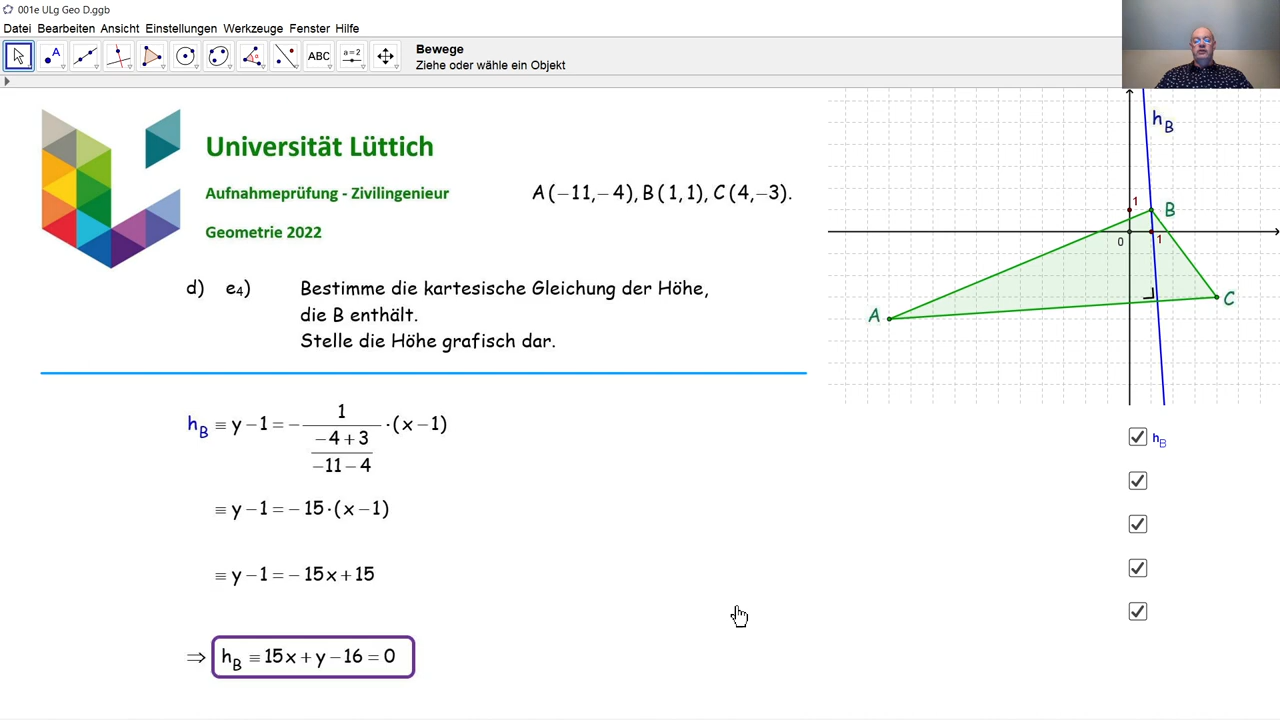 001e ULg Geo D.ggb
Datei Bearbeiten Ansicht Einstellungen Werkzeuge Fenster Hilfe
A ABC a=2
Bewege
Ziehe oder wähle ein Objekt
Universität Lüttich
Aufnahmeprüfung - Zivilingenieur
A(−11,−4), B(1,1), C(4,−3).
Geometrie 2022
d) e₄) Bestimme die kartesische Gleichung der Höhe,
die B enthält.
Stelle die Höhe grafisch dar.
h_B
1 B
0 1
A C
h_B ≡ y−1 = − 1 / ((−4+3)/(−11−4)) · (x−1)
≡ y−1 = −15·(x−1)
≡ y−1 = −15x+15
⇒ h_B ≡ 15x+y−16=0
h_B